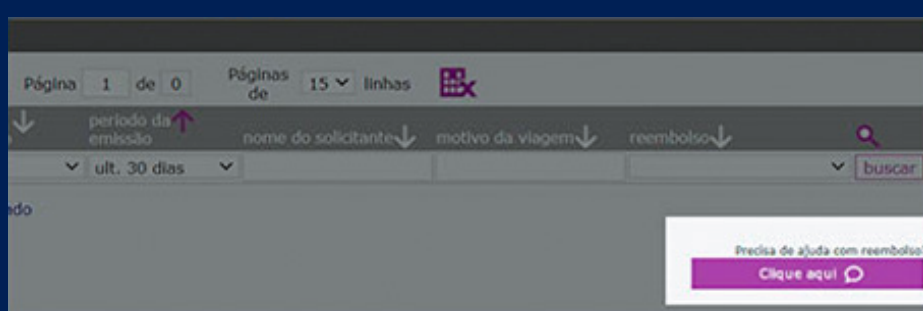 Página 1 de 0 Páginas de 15 linhas
período da emissão nome do solicitante motivo da viagem reembolso
ult. 30 dias buscar
Precisa de ajuda com reembolso
Clique aqui